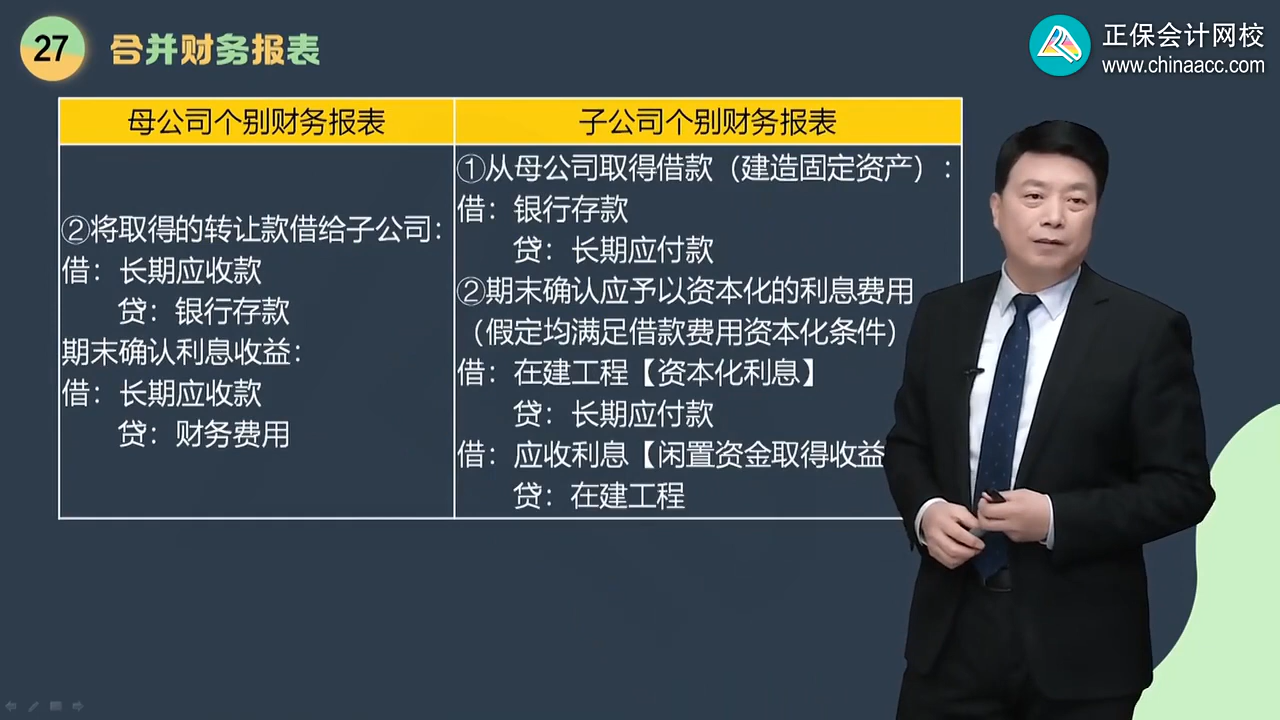 27
合并财务报表
正保会计网校
www.chinaacc.com
母公司个别财务报表
子公司个别财务报表
②将取得的转让款借给子公司：
借：长期应收款
贷：银行存款
期末确认利息收益：
借：长期应收款
贷：财务费用
①从母公司取得借款（建造固定资产）：
借：银行存款
贷：长期应付款
②期末确认应予以资本化的利息费用
（假定均满足借款费用资本化条件）
借：在建工程【资本化利息】
贷：长期应付款
借：应收利息【闲置资金取得收益
贷：在建工程